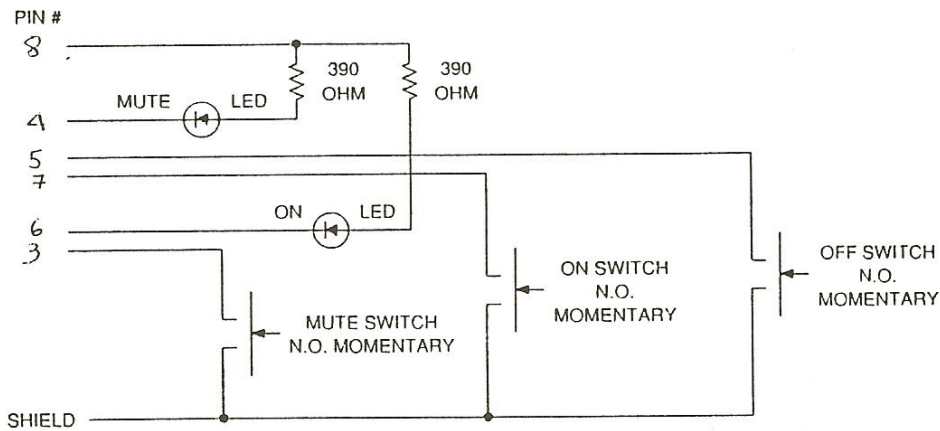 PIN #
8
390
OHM
390
OHM
MUTE
LED
4
5
7
ON
LED
6
3
OFF SWITCH
N.O.
MOMENTARY
ON SWITCH
N.O.
MOMENTARY
MUTE SWITCH
N.O. MOMENTARY
SHIELD